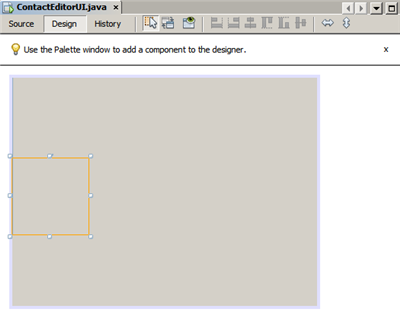 ContactEditorUI.java x
Source Design History
Use the Palette window to add a component to the designer. x